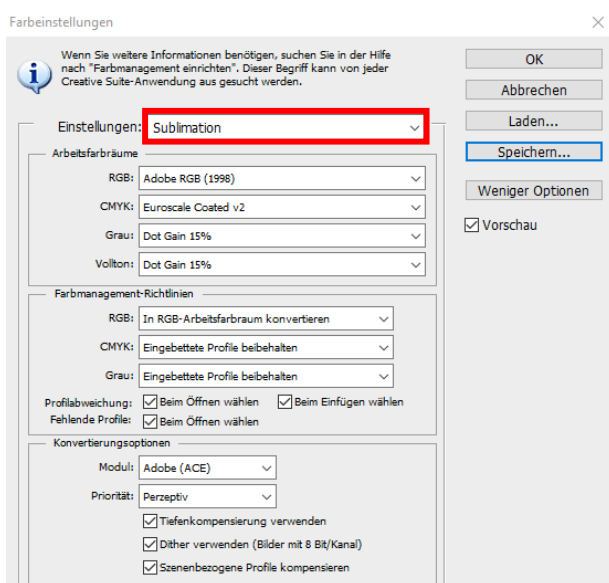 Farbeinstellungen
Wenn Sie weitere Informationen benötigen, suchen Sie in der Hilfe
nach "Farbmanagement einrichten". Dieser Begriff kann von jeder
Creative Suite-Anwendung aus gesucht werden.
OK
Abbrechen
Laden...
Speichern...
Weniger Optionen
Vorschau
Einstellungen: Sublimation
Arbeitsfarbräume
RGB: Adobe RGB (1998)
CMYK: Euroscale Coated v2
Grau: Dot Gain 15%
Vollton: Dot Gain 15%
Farbmanagement-Richtlinien
RGB: In RGB-Arbeitsfarbraum konvertieren
CMYK: Eingebettete Profile beibehalten
Grau: Eingebettete Profile beibehalten
Profilabweichung: Beim Öffnen wählen Beim Einfügen wählen
Fehlende Profile: Beim Öffnen wählen
Konvertierungsoptionen
Modul: Adobe (ACE)
Priorität: Perzeptiv
Tiefenkompensierung verwenden
Dither verwenden (Bilder mit 8 Bit/Kanal)
Szenenbezogene Profile kompensieren